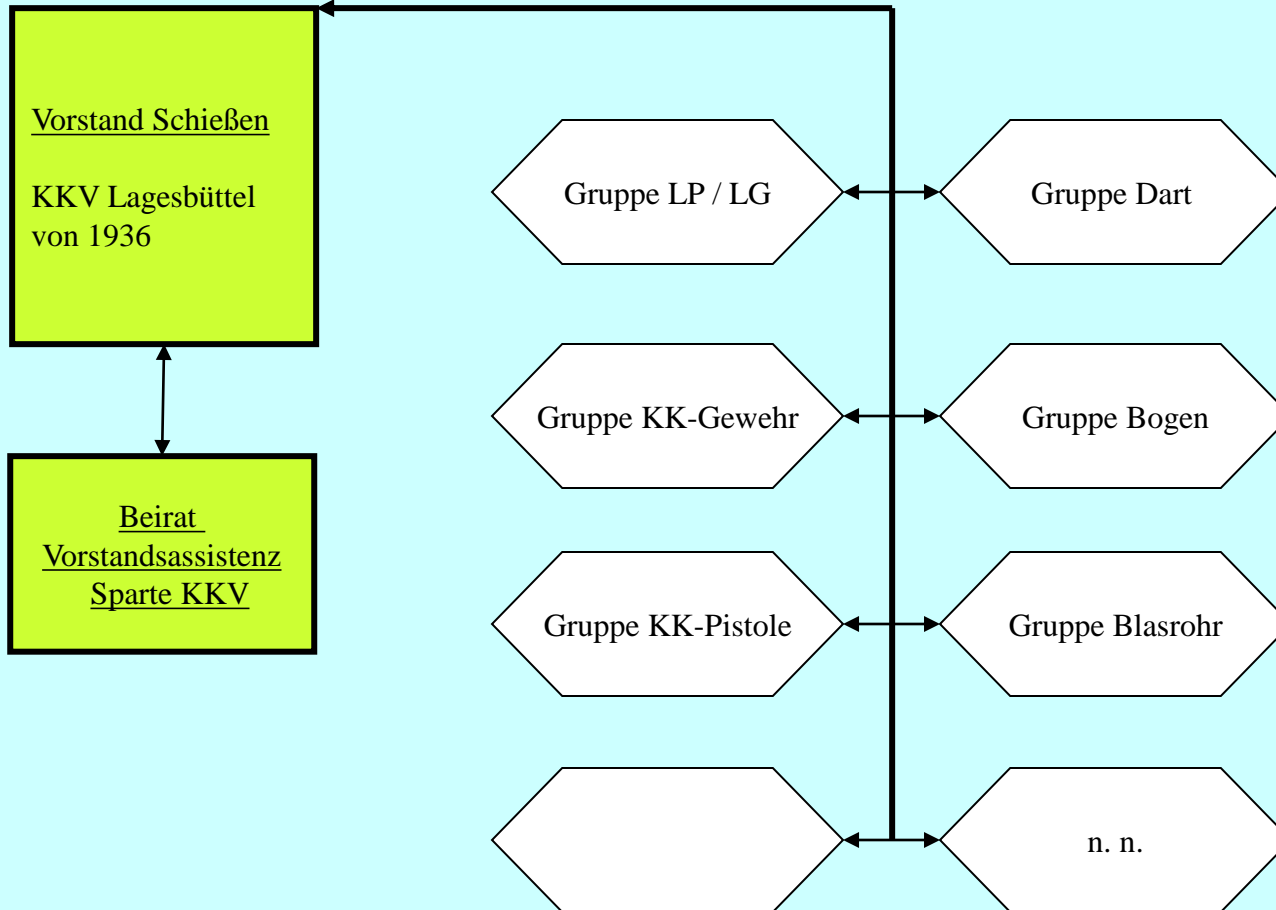 Vorstand Schießen
KKV Lagesbüttel
von 1936
Beirat
Vorstandsassistenz
Sparte KKV
Gruppe LP / LG
Gruppe Dart
Gruppe KK-Gewehr
Gruppe Bogen
Gruppe KK-Pistole
Gruppe Blasrohr
n. n.